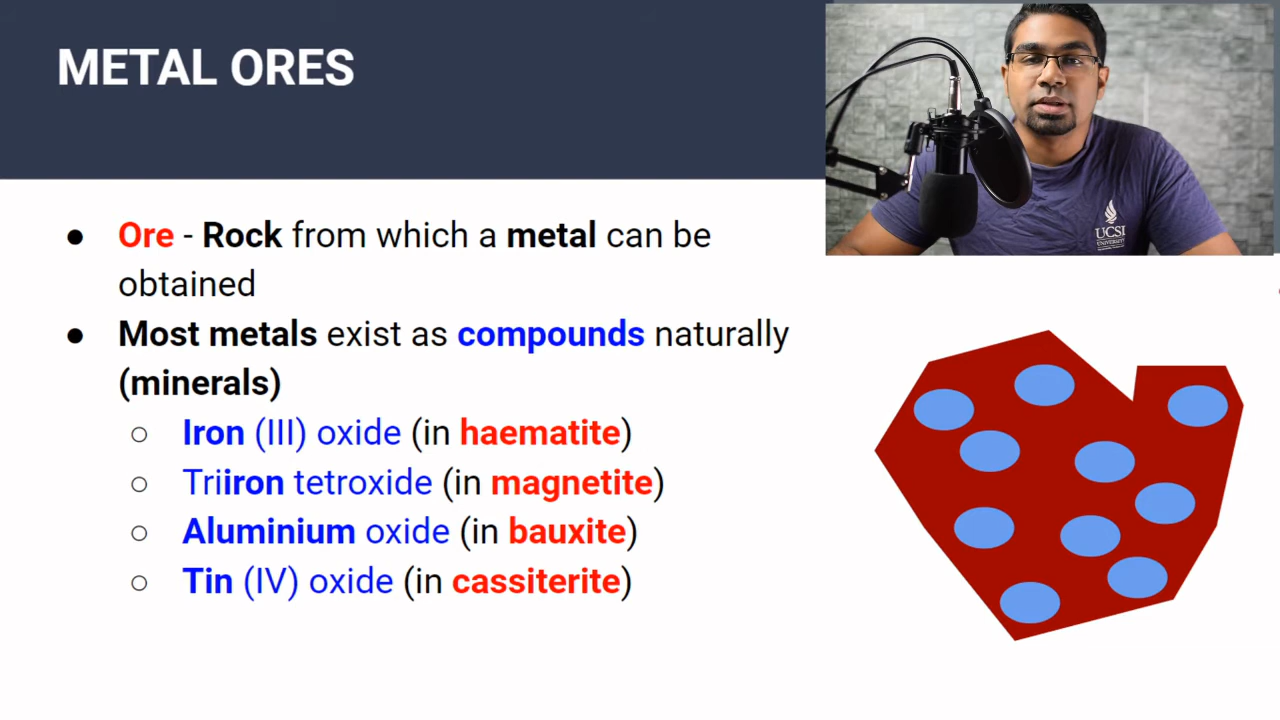 METAL ORES
● Ore - Rock from which a metal can be
obtained
● Most metals exist as compounds naturally
(minerals)
○ Iron (III) oxide (in haematite)
○ Triiron tetroxide (in magnetite)
○ Aluminium oxide (in bauxite)
○ Tin (IV) oxide (in cassiterite)
UCSI
UNIVERSITY